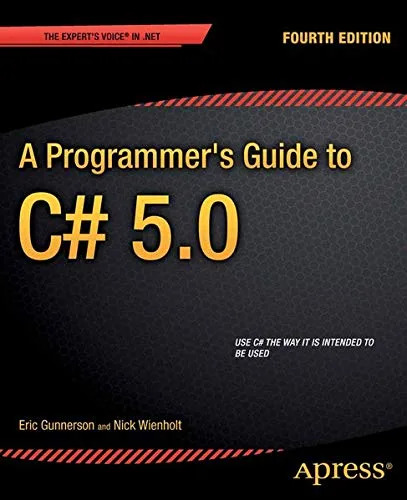 THE EXPERT'S VOICE® IN .NET
FOURTH EDITION
A Programmer's Guide to
C# 5.0
USE C# THE WAY IT IS INTENDED TO
BE USED
Eric Gunnerson and Nick Wienholt
Apress®